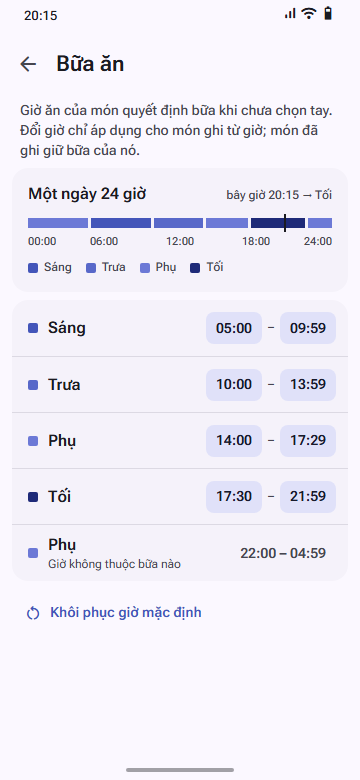 20:15
Bữa ăn
Giờ ăn của món quyết định bữa khi chưa chọn tay.
Đổi giờ chỉ áp dụng cho món ghi từ giờ; món đã
ghi giữ bữa của nó.
Một ngày 24 giờ
bây giờ 20:15 → Tối
00:00 06:00 12:00 18:00 24:00
Sáng Trưa Phụ Tối
Sáng 05:00 – 09:59
Trưa 10:00 – 13:59
Phụ 14:00 – 17:29
Tối 17:30 – 21:59
Phụ
Giờ không thuộc bữa nào
22:00 – 04:59
Khôi phục giờ mặc định